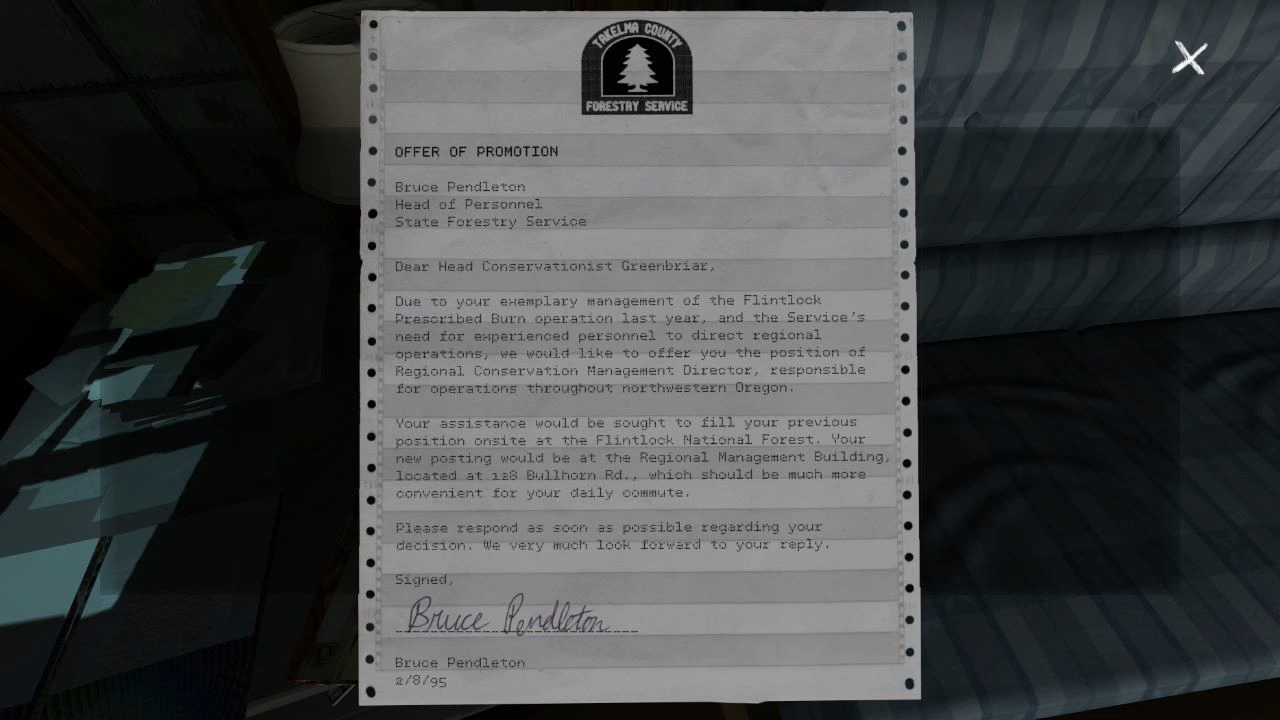 TAKELMA COUNTY
FORESTRY SERVICE
OFFER OF PROMOTION
Bruce Pendleton
Head of Personnel
State Forestry Service
Dear Head Conservationist Greenbriar,
Due to your exemplary management of the Flintlock
Prescribed Burn operation last year, and the Service's
need for experienced personnel to direct regional
operations, we would like to offer you the position of
Regional Conservation Management Director, responsible
for operations throughout northwestern Oregon.
Your assistance would be sought to fill your previous
position onsite at the Flintlock National Forest. Your
new posting would be at the Regional Management Building,
located at 128 Bullhorn Rd., which should be much more
convenient for your daily commute.
Please respond as soon as possible regarding your
decision. We very much look forward to your reply.
Signed,
Bruce Pendleton
Bruce Pendleton
2/8/95